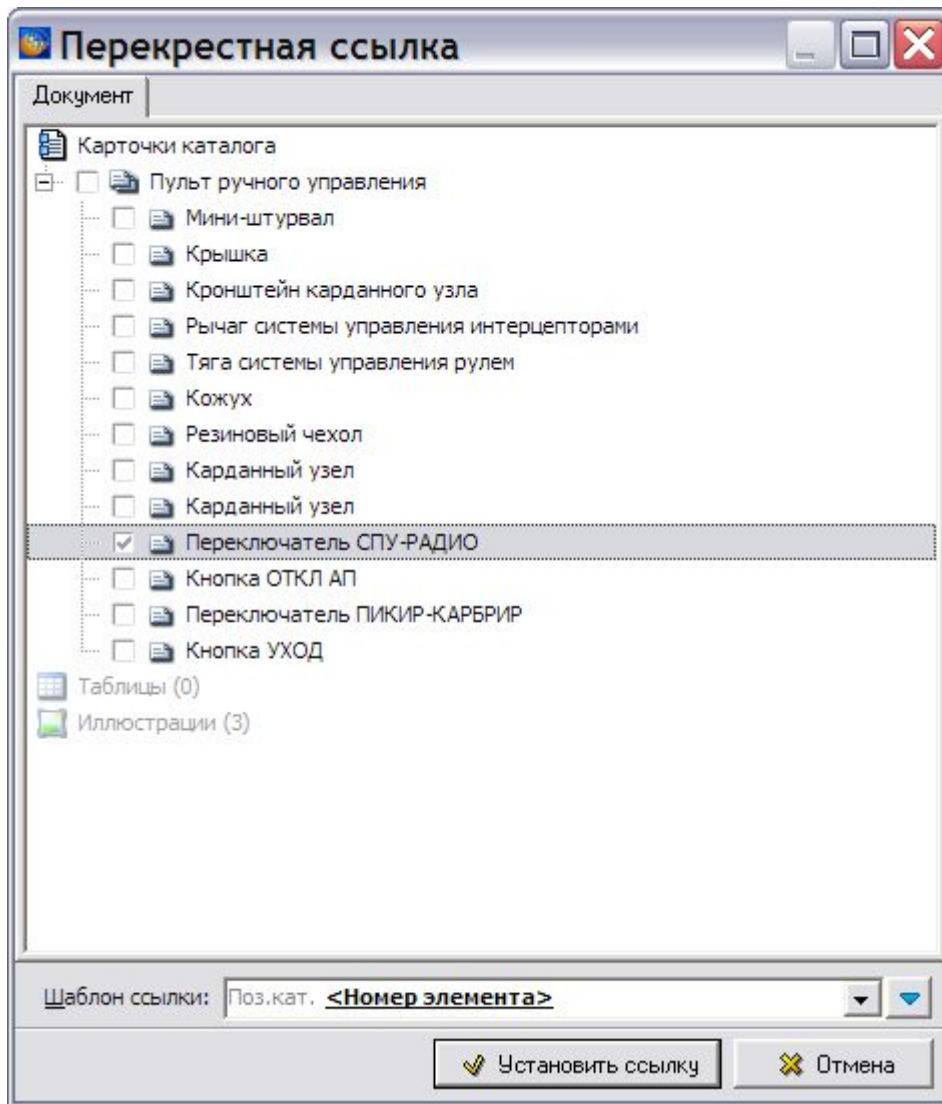 Перекрестная ссылка
Документ
Карточки каталога
Пульт ручного управления
Мини-штурвал
Крышка
Кронштейн карданного узла
Рычаг системы управления интерцепторами
Тяга системы управления рулем
Кожух
Резиновый чехол
Карданный узел
Карданный узел
Переключатель СПУ-РАДИО
Кнопка ОТКЛ АП
Переключатель ПИКИР-КАРБРИР
Кнопка УХОД
Таблицы (0)
Иллюстрации (3)
Шаблон ссылки: Поз.кат. <Номер элемента>
Установить ссылку Отмена